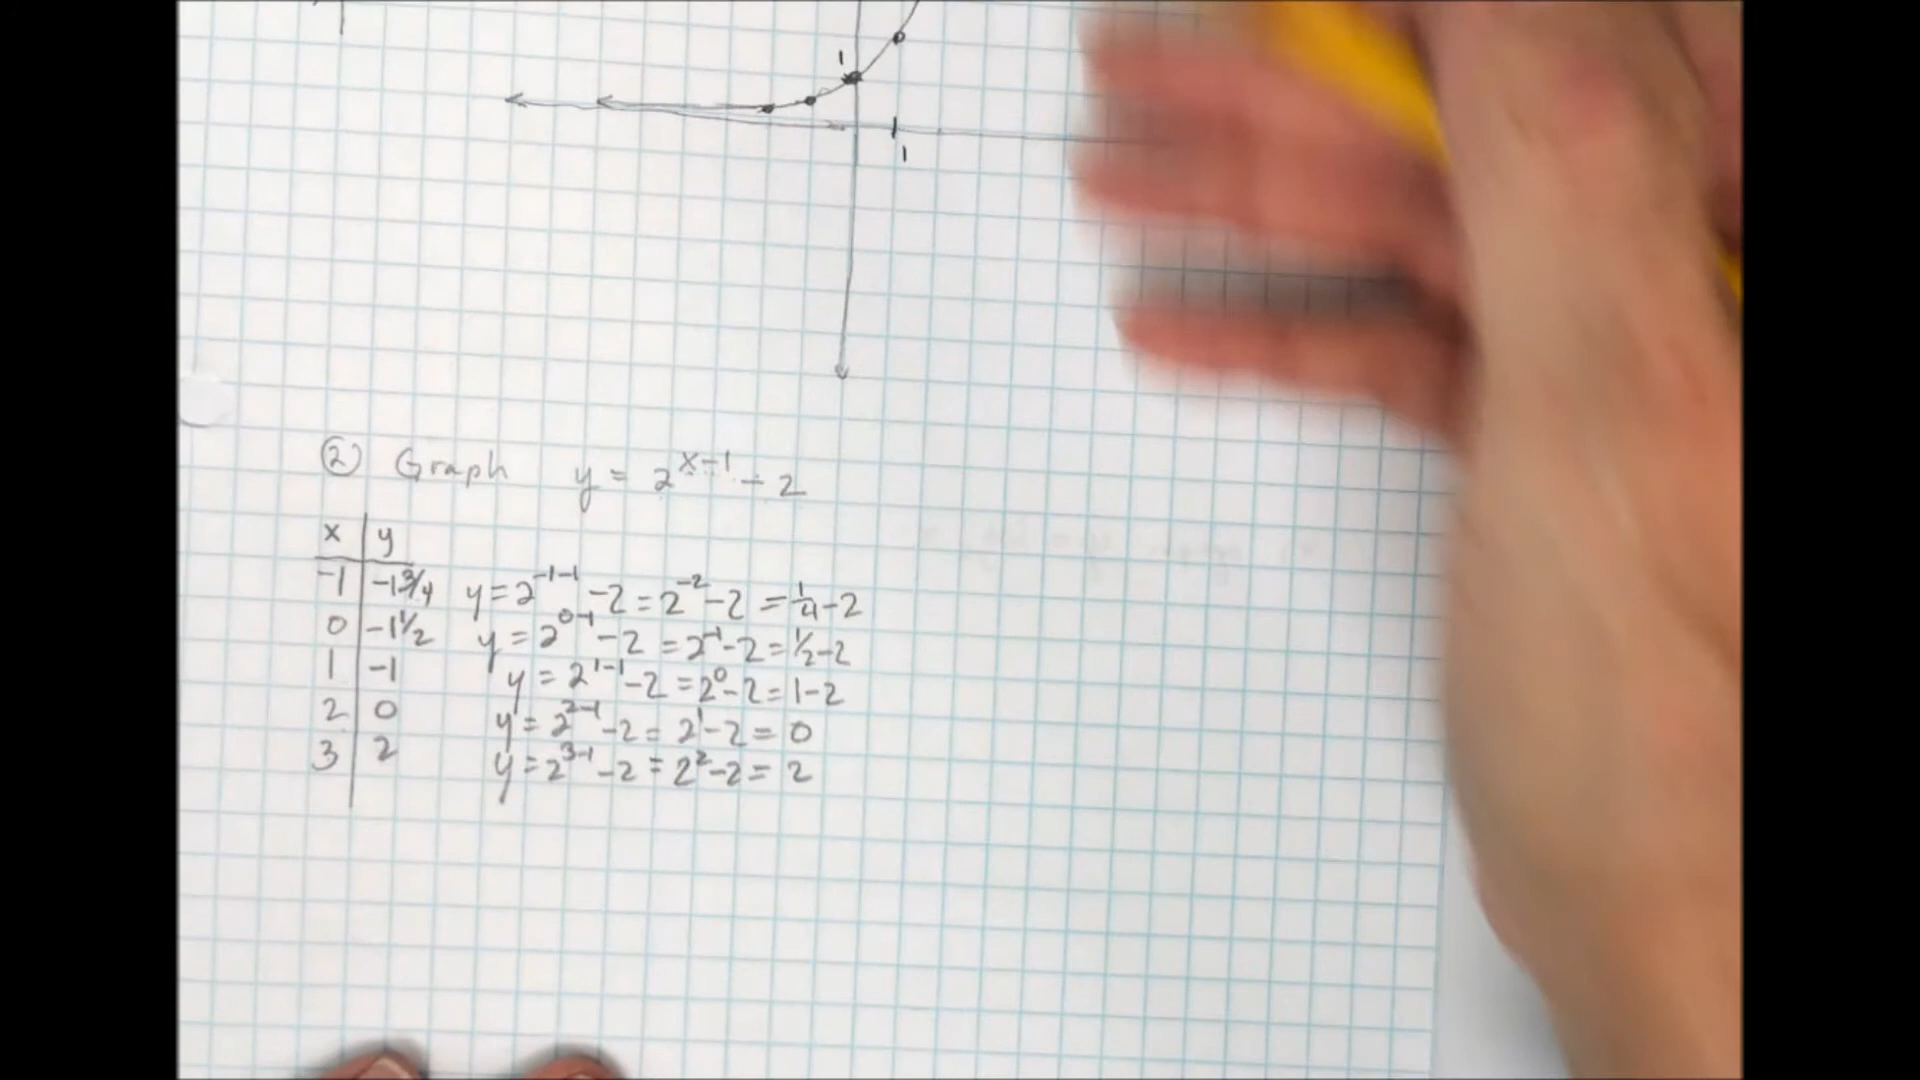 1
1
② Graph y = 2^(x-1) - 2
x | y
-1 | -1 3/4 y = 2^(-1-1) - 2 = 2^(-2) - 2 = 1/4 - 2
0 | -1 1/2 y = 2^(0-1) - 2 = 2^(-1) - 2 = 1/2 - 2
1 | -1 y = 2^(1-1) - 2 = 2^0 - 2 = 1 - 2
2 | 0 y = 2^(2-1) - 2 = 2^1 - 2 = 0
3 | 2 y = 2^(3-1) - 2 = 2^2 - 2 = 2